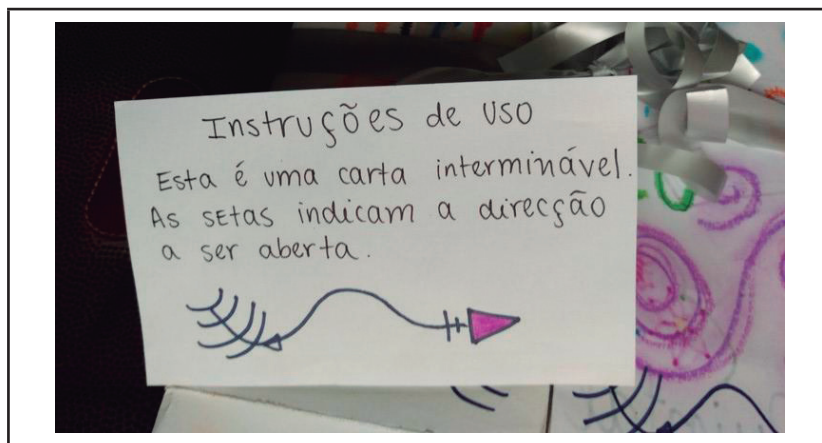 Instruções de uso
Esta é uma carta interminável.
As setas indicam a direcção
a ser aberta.